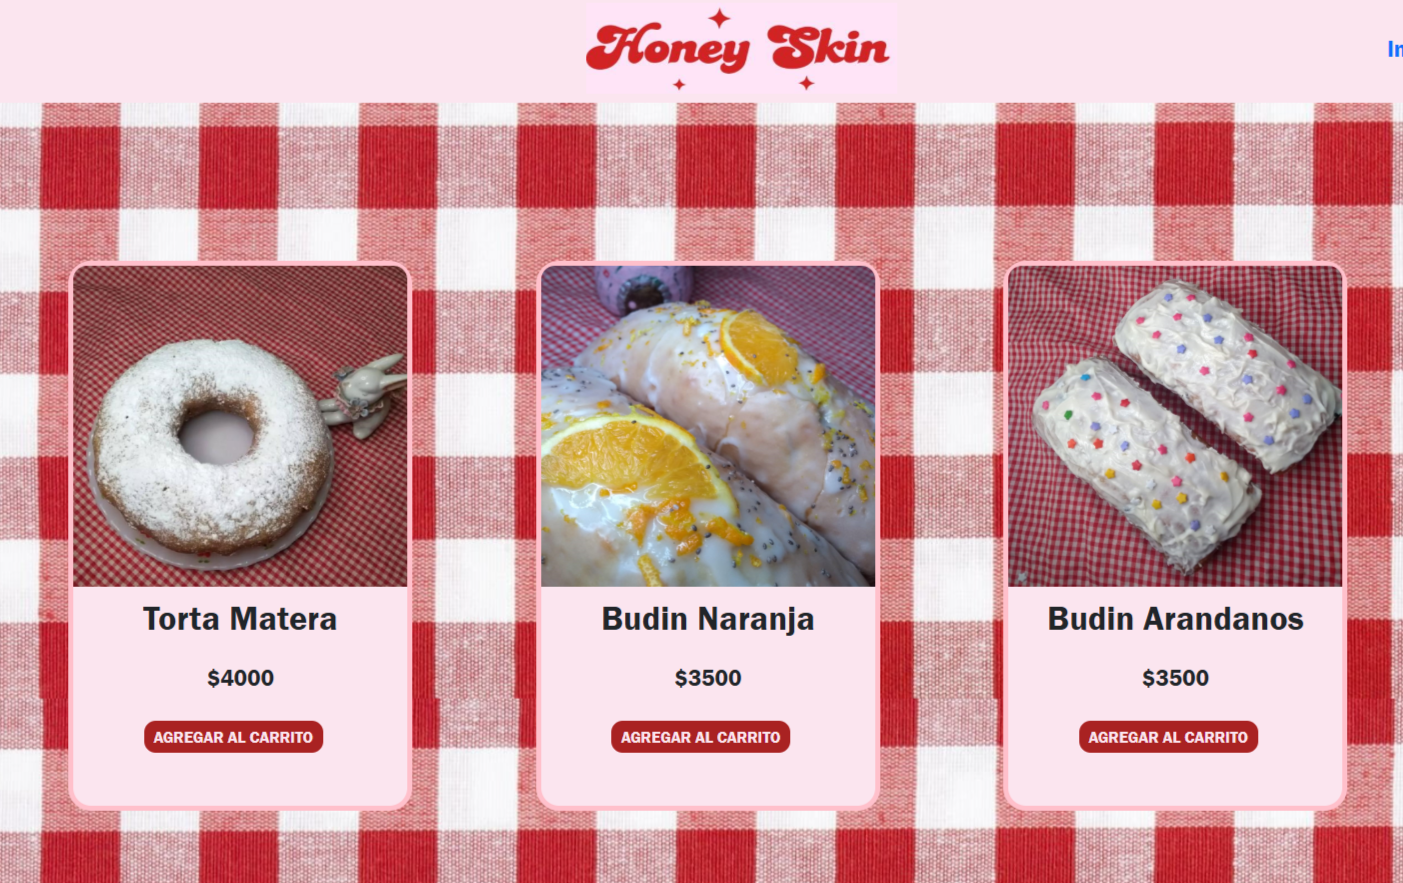 Honey Skin
Torta Matera
Budin Naranja
Budin Arandanos
$4000
$3500
$3500
AGREGAR AL CARRITO
AGREGAR AL CARRITO
AGREGAR AL CARRITO